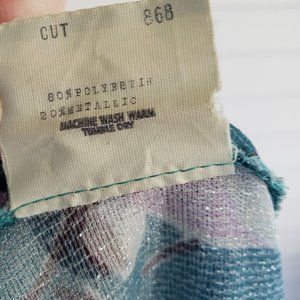 CUT 868
80%POLYESTER
20%METALLIC
MACHINE WASH WARM
TUMBLE DRY